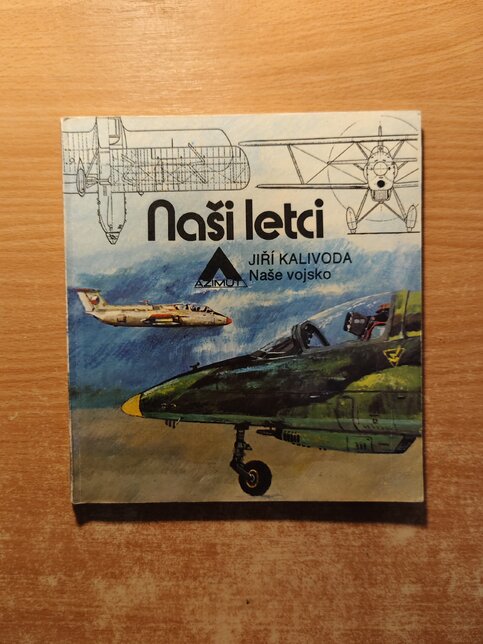 Naši letci
JIŘÍ KALIVODA
Naše vojsko
AZIMUT